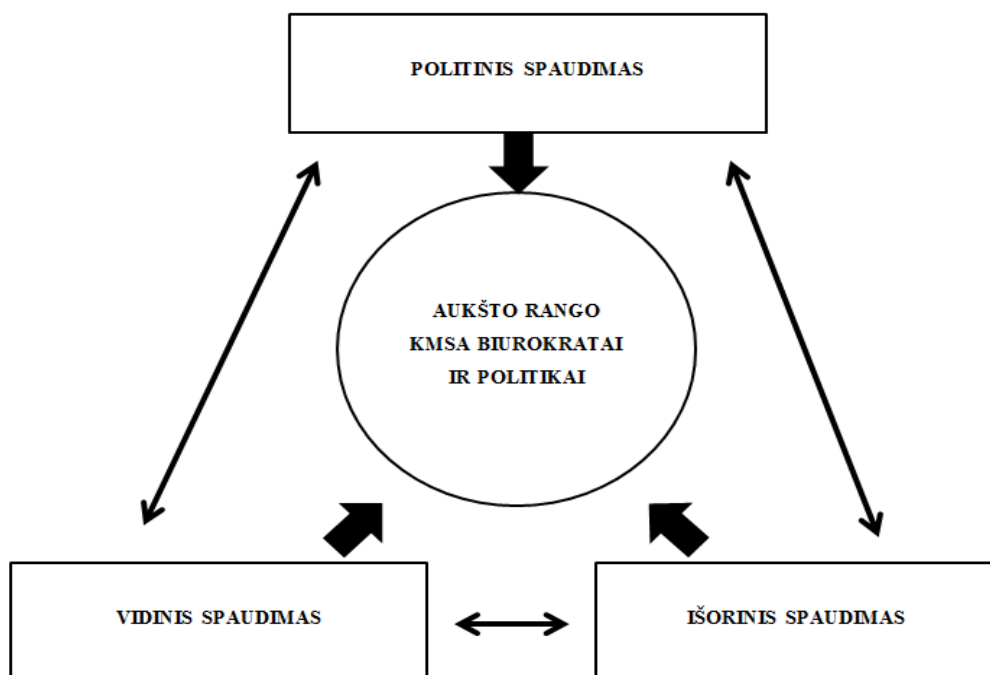 POLITINIS SPAUDIMAS
AUKŠTO RANGO
KMSA BIUROKRATAI
IR POLITIKAI
VIDINIS SPAUDIMAS
IŠORINIS SPAUDIMAS